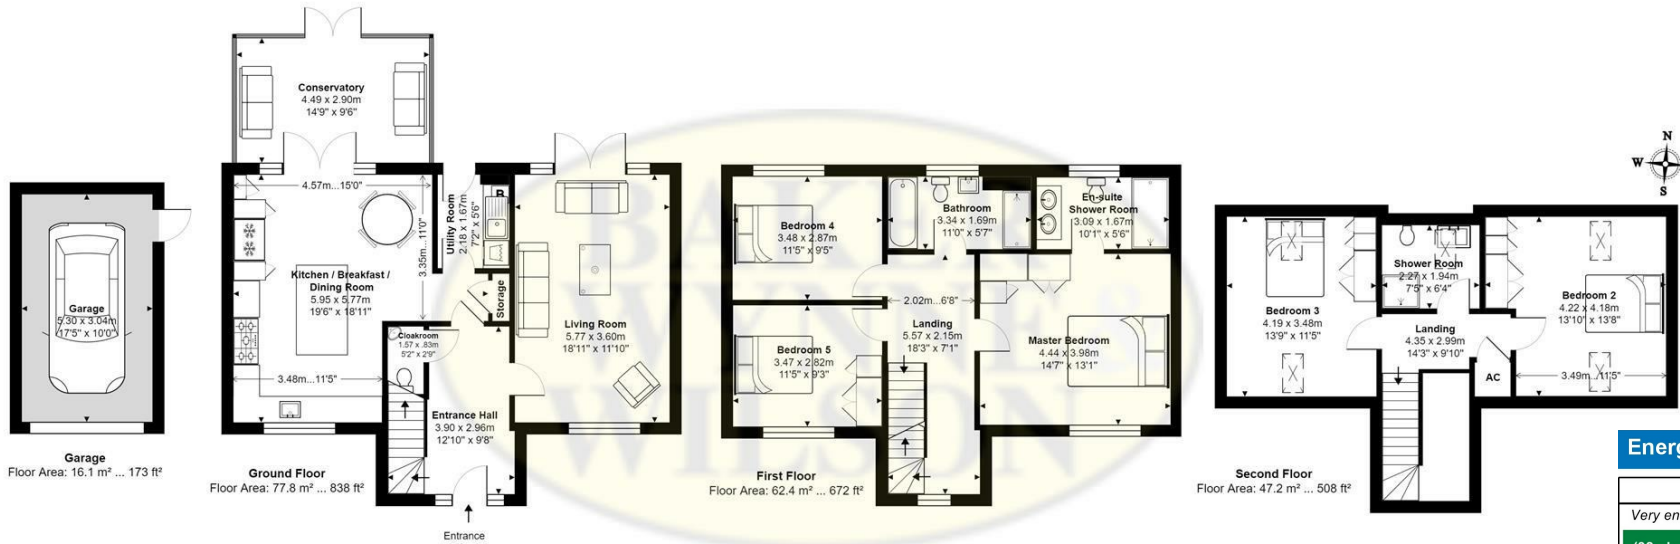 Garage
5.30 x 3.04m
17'5" x 10'0"
Garage
Floor Area: 16.1 m² ... 173 ft²
Conservatory
4.49 x 2.90m
14'9" x 9'6"
4.57m...15'0"
3.35m...11'0"
Kitchen / Breakfast /
Dining Room
5.95 x 5.77m
19'6" x 18'11"
3.48m...11'5"
Utility Room
2.18 x 1.67m
7'2" x 5'6"
B
Storage
Cloakroom
1.57 x .83m
5'2" x 2'9"
Living Room
5.77 x 3.60m
18'11" x 11'10"
Entrance Hall
3.90 x 2.96m
12'10" x 9'8"
Entrance
Ground Floor
Floor Area: 77.8 m² ... 838 ft²
BAKER
WYNNE &
WILSON
Bedroom 4
3.48 x 2.87m
11'5" x 9'5"
Bathroom
3.34 x 1.69m
11'0" x 5'7"
En-suite
Shower Room
3.09 x 1.67m
10'1" x 5'6"
2.02m...6'8"
Landing
5.57 x 2.15m
18'3" x 7'1"
Bedroom 5
3.47 x 2.82m
11'5" x 9'3"
Master Bedroom
4.44 x 3.98m
14'7" x 13'1"
First Floor
Floor Area: 62.4 m² ... 672 ft²
N
W
S
Shower Room
2.27 x 1.94m
7'5" x 6'4"
Bedroom 3
4.19 x 3.48m
13'9" x 11'5"
Bedroom 2
4.22 x 4.18m
13'10" x 13'8"
Landing
4.35 x 2.99m
14'3" x 9'10"
AC
3.49m...11'5"
Second Floor
Floor Area: 47.2 m² ... 508 ft²
Energ
Very en